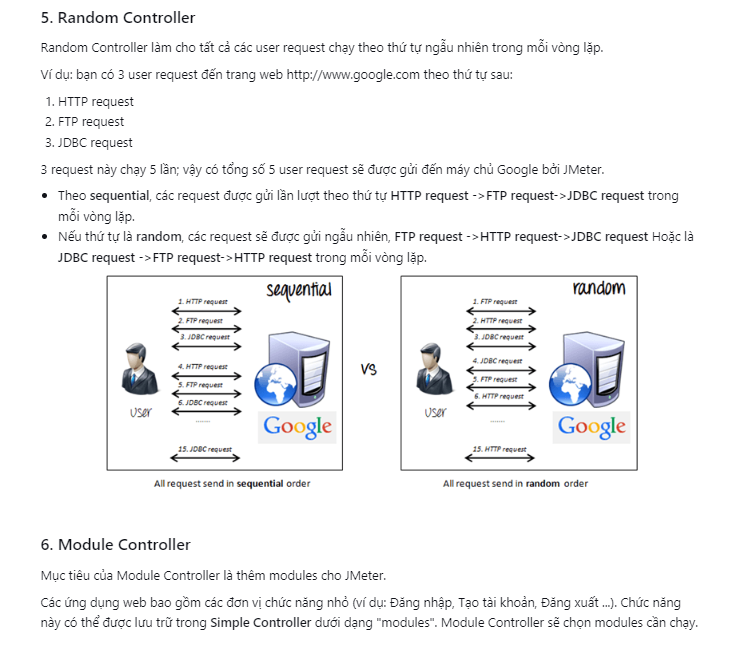 5. Random Controller
Random Controller làm cho tất cả các user request chạy theo thứ tự ngẫu nhiên trong mỗi vòng lặp.
Ví dụ: bạn có 3 user request đến trang web http://www.google.com theo thứ tự sau:
1. HTTP request
2. FTP request
3. JDBC request
3 request này chạy 5 lần; vậy có tổng số 5 user request sẽ được gửi đến máy chủ Google bởi JMeter.
Theo sequential, các request được gửi lần lượt theo thứ tự HTTP request ->FTP request->JDBC request trong
mỗi vòng lặp.
Nếu thứ tự là random, các request sẽ được gửi ngẫu nhiên, FTP request ->HTTP request->JDBC request Hoặc là
JDBC request ->FTP request->HTTP request trong mỗi vòng lặp.
sequential
1. HTTP request
2. FTP request
3. JDBC request
4. HTTP request
5. FTP request
6. JDBC request
........
15. JDBC request
user
Google
All request send in sequential order
vs
random
1. FTP request
2. HTTP request
3. JDBC request
4. JDBC request
5. FTP request
6. HTTP request
........
15. HTTP request
user
Google
All request send in random order
6. Module Controller
Mục tiêu của Module Controller là thêm modules cho JMeter.
Các ứng dụng web bao gồm các đơn vị chức năng nhỏ (ví dụ: Đăng nhập, Tạo tài khoản, Đăng xuất ...). Chức năng
này có thể được lưu trữ trong Simple Controller dưới dạng "modules". Module Controller sẽ chọn modules cần chạy.